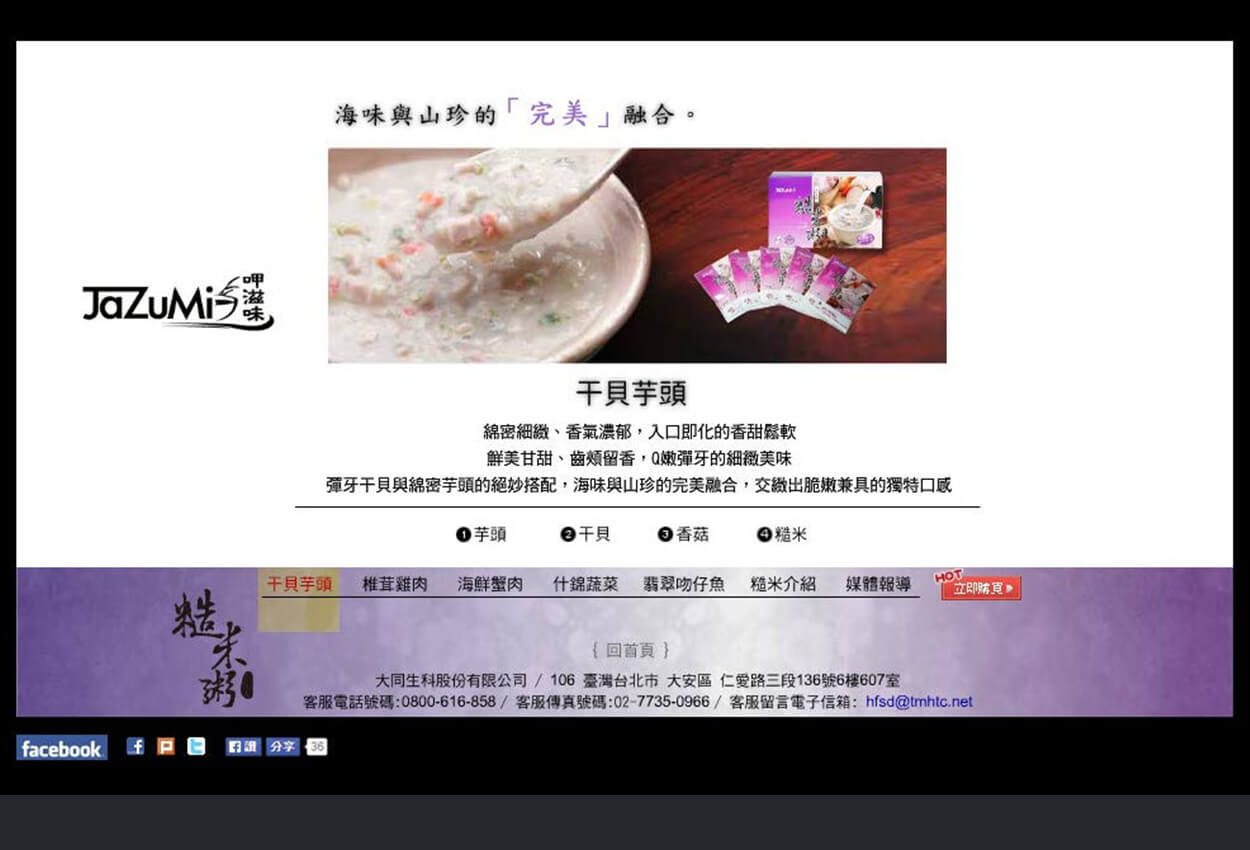 海味與山珍的「完美」融合。
JaZuMi 呷滋味
糙米粥
干貝芋頭
綿密細緻、香氣濃郁，入口即化的香甜鬆軟
鮮美甘甜、齒頰留香，Q嫩彈牙的細緻美味
彈牙干貝與綿密芋頭的絕妙搭配，海味與山珍的完美融合，交織出脆嫩兼具的獨特口感
❶芋頭 ❷干貝 ❸香菇 ❹糙米
干貝芋頭 椎茸雞肉 海鮮蟹肉 什錦蔬菜 翡翠吻仔魚 糙米介紹 媒體報導
HOT 立即購買
糙米粥
{ 回首頁 }
大同生科股份有限公司 / 106 臺灣台北市 大安區 仁愛路三段136號6樓607室
客服電話號碼:0800-616-858 / 客服傳真號碼:02-7735-0966 / 客服留言電子信箱: hfsd@tmhtc.net
facebook 讚 分享 36